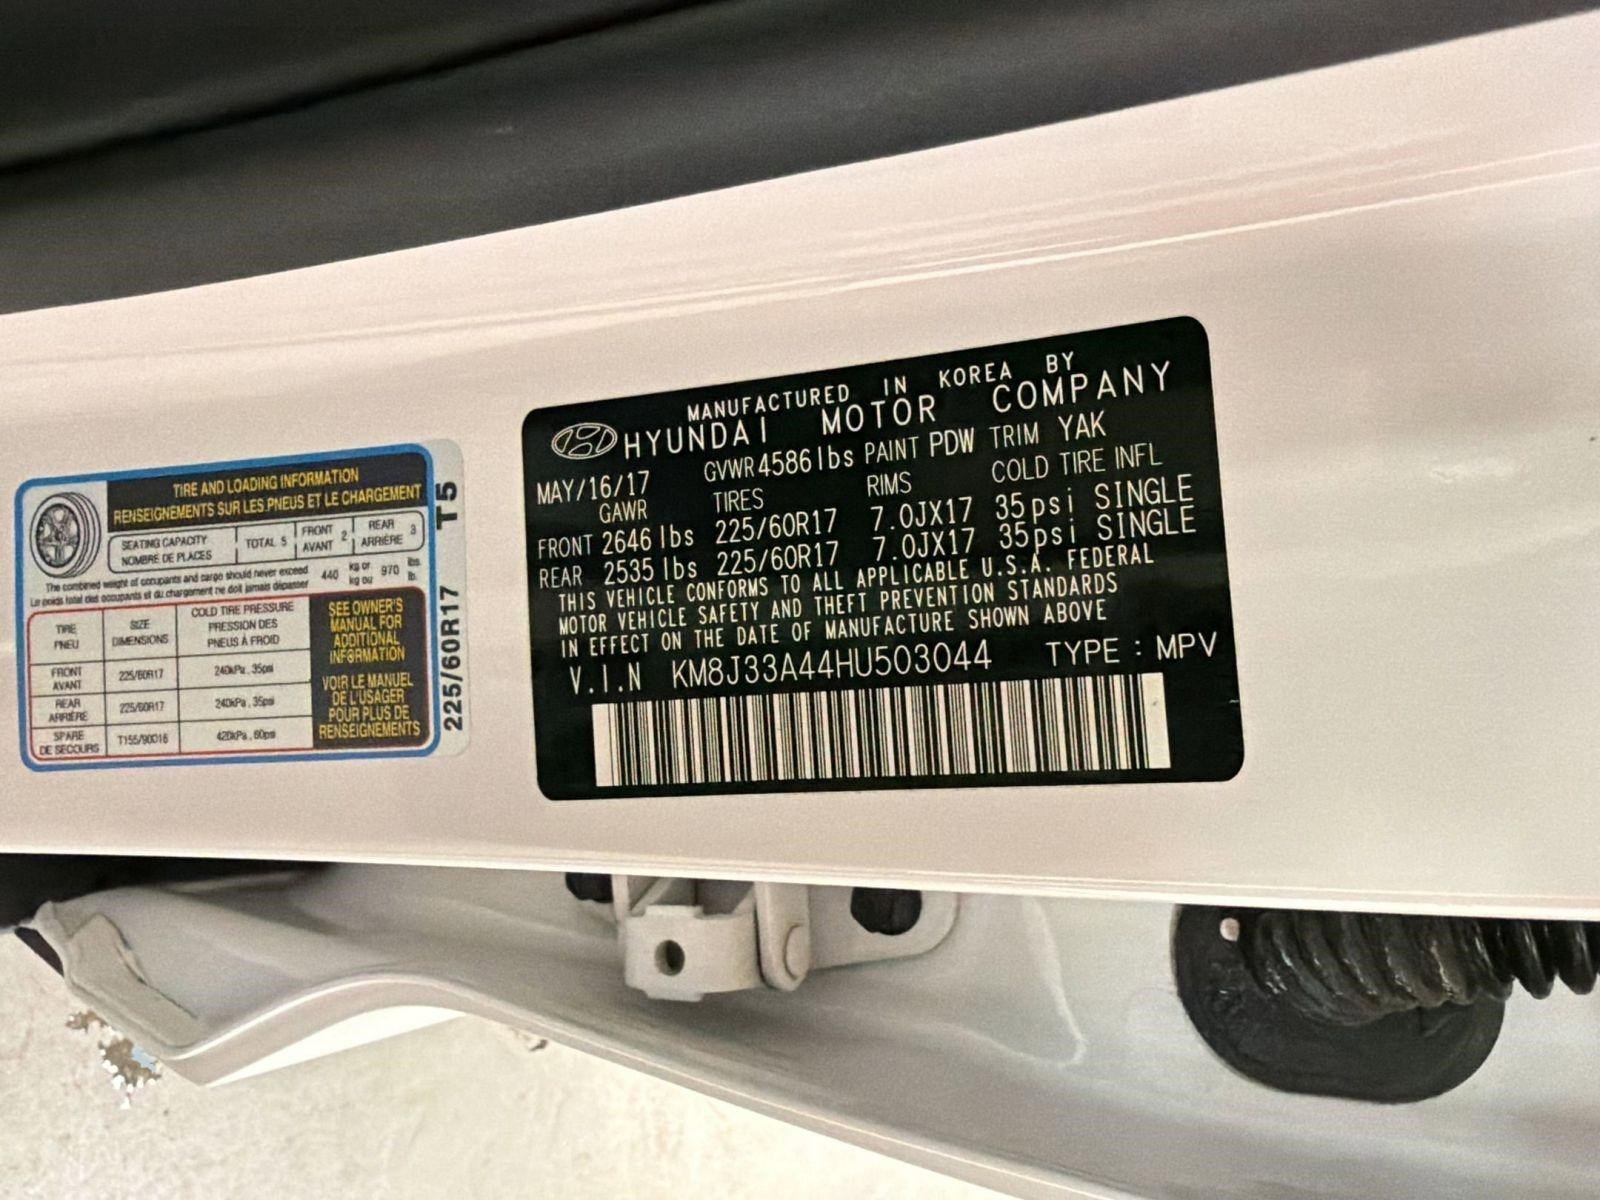 TIRE AND LOADING INFORMATION
RENSEIGNEMENTS SUR LES PNEUS ET LE CHARGEMENT
SEATING CAPACITY
NOMBRE DE PLACES
TOTAL 5
FRONT
AVANT
2
REAR
ARRIÈRE
3
The combined weight of occupants and cargo should never exceed
Le poids total des occupants et du chargement ne doit jamais dépasser
440
kg or
kg ou
970
lbs.
lb.
TIRE
PNEU
SIZE
DIMENSIONS
COLD TIRE PRESSURE
PRESSION DES
PNEUS À FROID
FRONT
AVANT
225/60R17
240kPa, 35psi
REAR
ARRIÈRE
225/60R17
240kPa, 35psi
SPARE
DE SECOURS
T155/90D16
420kPa, 60psi
SEE OWNER'S
MANUAL FOR
ADDITIONAL
INFORMATION
VOIR LE MANUEL
DE L'USAGER
POUR PLUS DE
RENSEIGNEMENTS
225/60R17 T5
MANUFACTURED IN KOREA BY
HYUNDAI MOTOR COMPANY
MAY/16/17 GVWR 4586 lbs PAINT PDW TRIM YAK
GAWR TIRES RIMS COLD TIRE INFL
FRONT 2646 lbs 225/60R17 7.0JX17 35psi SINGLE
REAR 2535 lbs 225/60R17 7.0JX17 35psi SINGLE
THIS VEHICLE CONFORMS TO ALL APPLICABLE U.S.A. FEDERAL
MOTOR VEHICLE SAFETY AND THEFT PREVENTION STANDARDS
IN EFFECT ON THE DATE OF MANUFACTURE SHOWN ABOVE
V.I.N KM8J33A44HU503044 TYPE : MPV